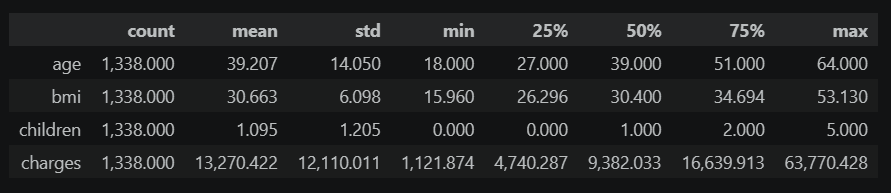 count mean std min 25% 50% 75% max
age 1,338.000 39.207 14.050 18.000 27.000 39.000 51.000 64.000
bmi 1,338.000 30.663 6.098 15.960 26.296 30.400 34.694 53.130
children 1,338.000 1.095 1.205 0.000 0.000 1.000 2.000 5.000
charges 1,338.000 13,270.422 12,110.011 1,121.874 4,740.287 9,382.033 16,639.913 63,770.428